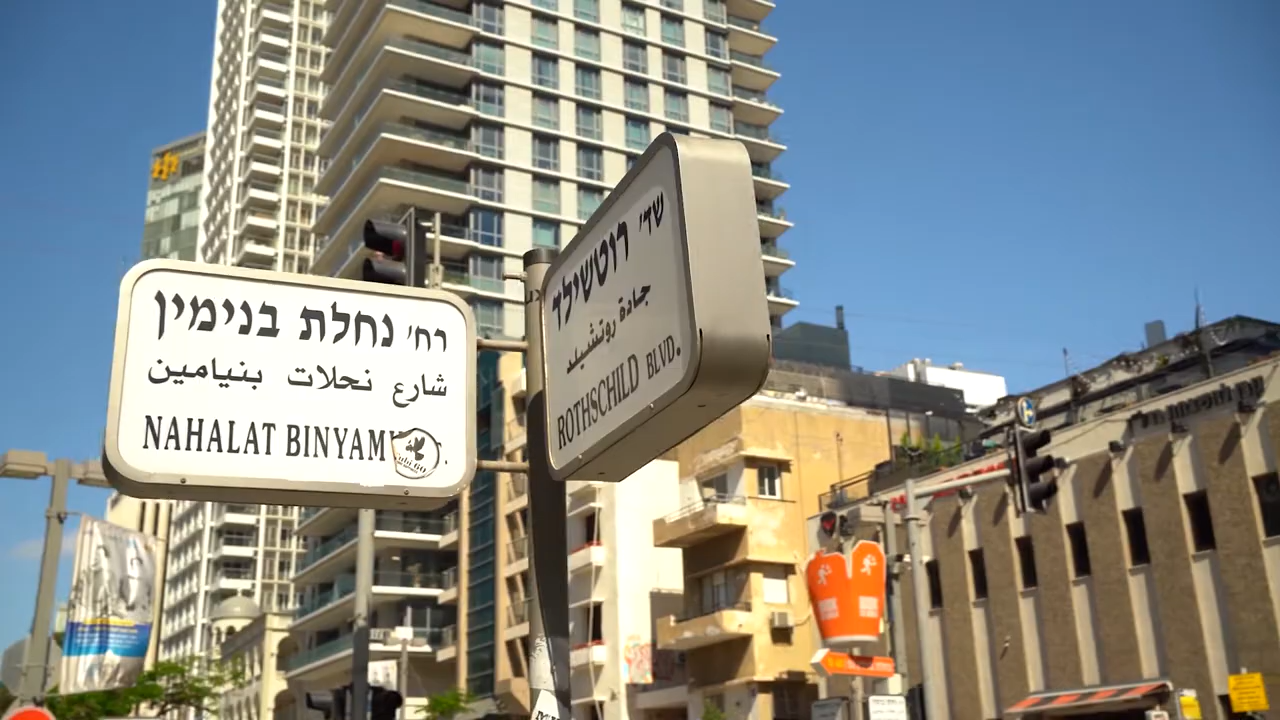 רח' נחלת בנימין
شارع نحلات بنيامين
NAHALAT BINYAM
שד' רוטשילד
جادة روتشيلد
ROTHSCHILD BLVD.